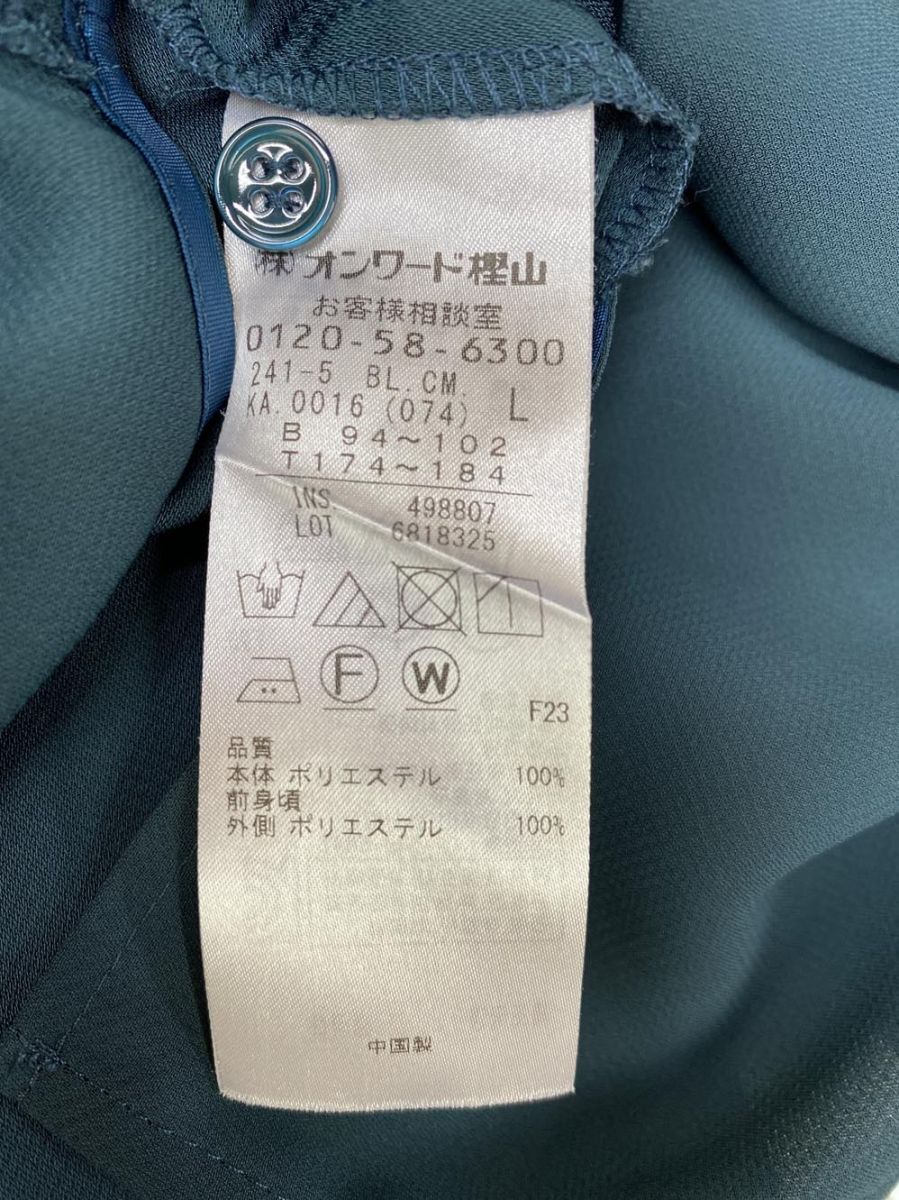 (株)オンワード樫山
お客様相談室
0120-58-6300
241-5 BL.CM.
KA.0016 (074) L
B 94~102
T174~184
INS. 498807
LOT 6818325
F
W
F23
品質
本体 ポリエステル 100%
前身頃
外側 ポリエステル 100%
中国製